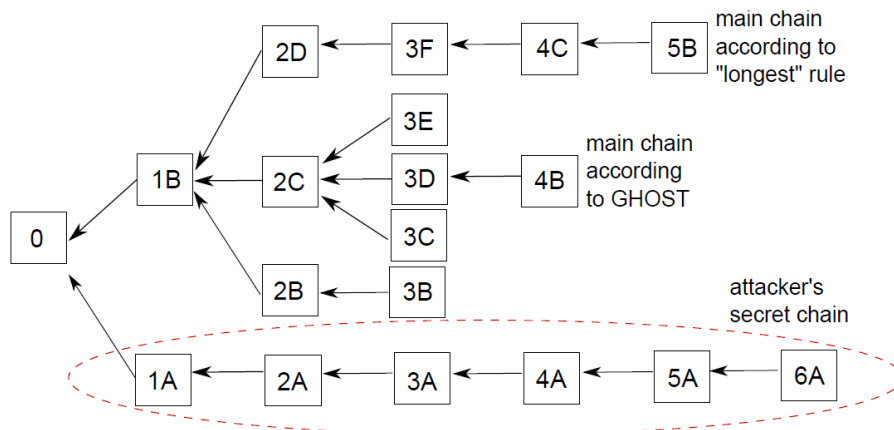 2D
3F
4C
5B
main chain
according to
"longest" rule
3E
1B
2C
3D
4B
main chain
according
to GHOST
0
3C
2B
3B
attacker's
secret chain
1A
2A
3A
4A
5A
6A